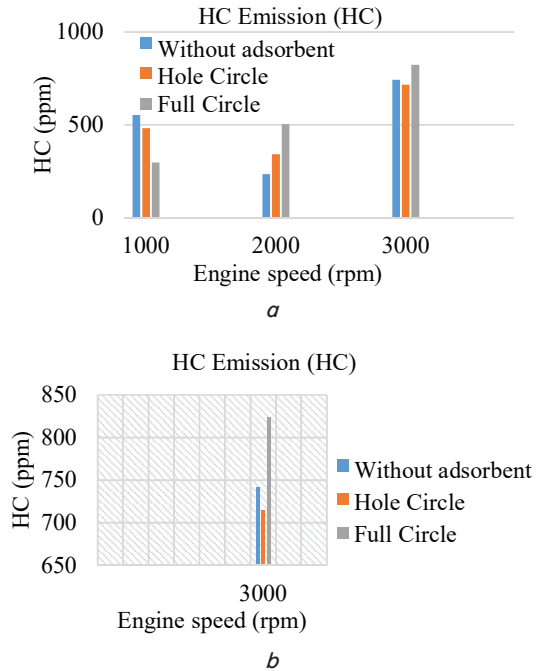 HC Emission (HC)
1000
Without adsorbent
Hole Circle
Full Circle
500
0
HC (ppm)
1000 2000 3000
Engine speed (rpm)
a
HC Emission (HC)
850
800
750
700
650
HC (ppm)
Without adsorbent
Hole Circle
Full Circle
3000
Engine speed (rpm)
b